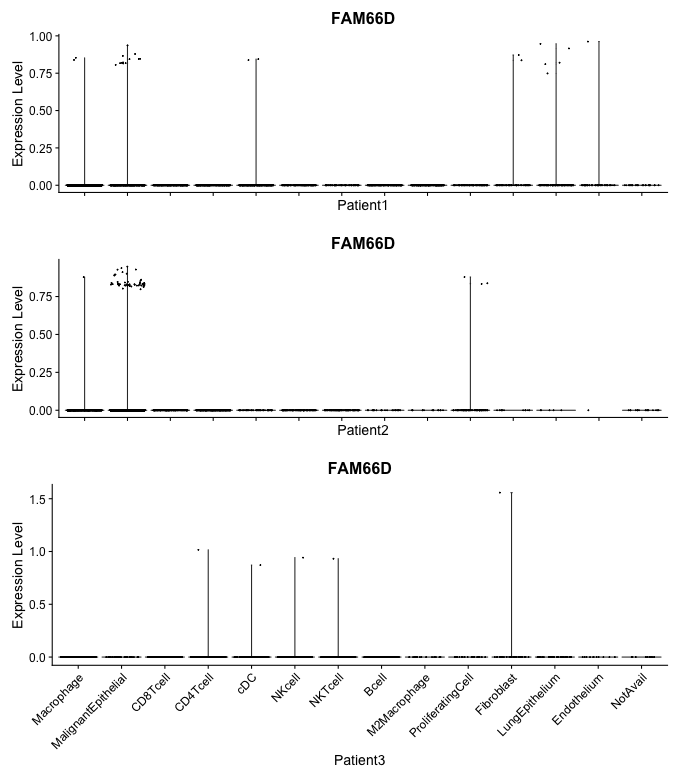 FAM66D
Expression Level
1.00
0.75
0.50
0.25
0.00
Patient1
FAM66D
Expression Level
0.75
0.50
0.25
0.00
Patient2
FAM66D
Expression Level
1.5
1.0
0.5
0.0
Macrophage
MalignantEpithelial
CD8Tcell
CD4Tcell
cDC
NKcell
NKTcell
Bcell
M2Macrophage
ProliferatingCell
Fibroblast
LungEpithelium
Endothelium
NotAvail
Patient3